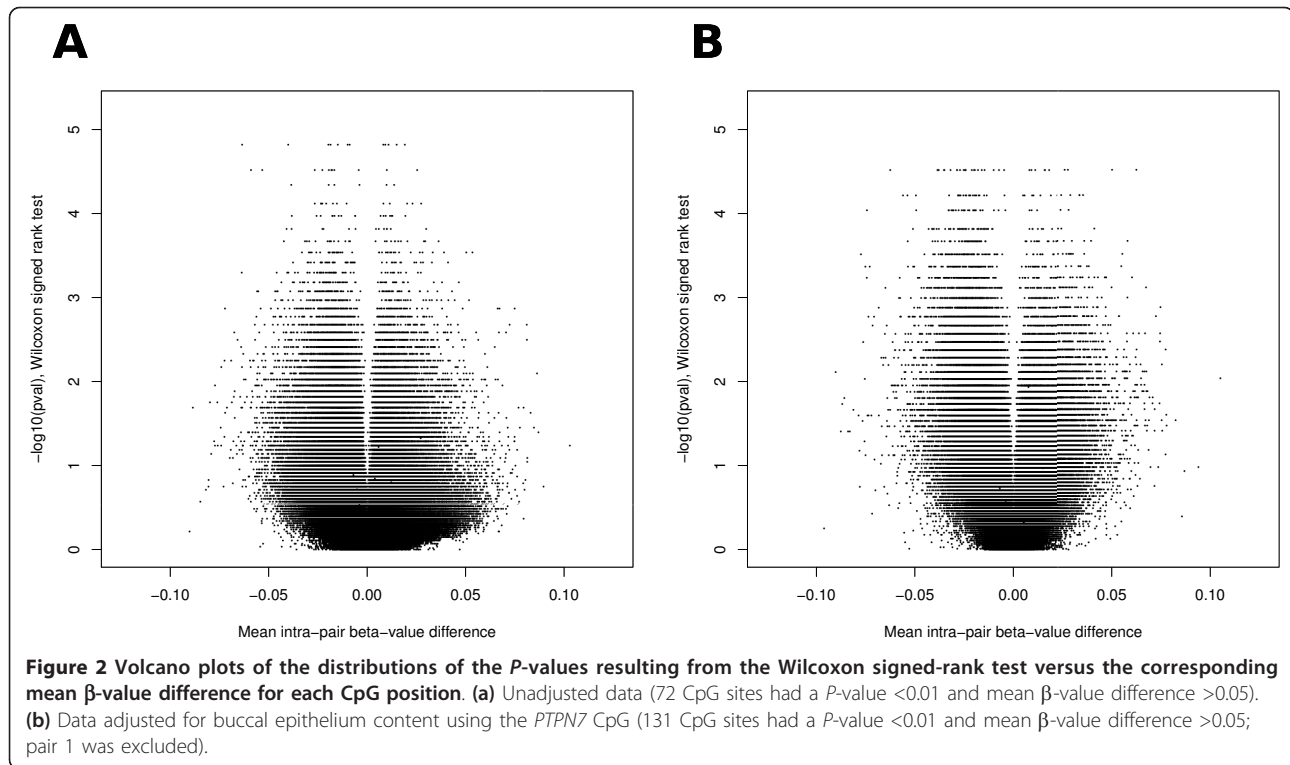 A
B
5
4
3
2
1
0
−log10(pval), Wilcoxon signed rank test
−0.10 −0.05 0.00 0.05 0.10
Mean intra−pair beta−value difference
5
4
3
2
1
0
−log10(pval), Wilcoxon signed rank test
−0.10 −0.05 0.00 0.05 0.10
Mean intra−pair beta−value difference
Figure 2 Volcano plots of the distributions of the P-values resulting from the Wilcoxon signed-rank test versus the corresponding
mean β-value difference for each CpG position. (a) Unadjusted data (72 CpG sites had a P-value <0.01 and mean β-value difference >0.05).
(b) Data adjusted for buccal epithelium content using the PTPN7 CpG (131 CpG sites had a P-value <0.01 and mean β-value difference >0.05;
pair 1 was excluded).